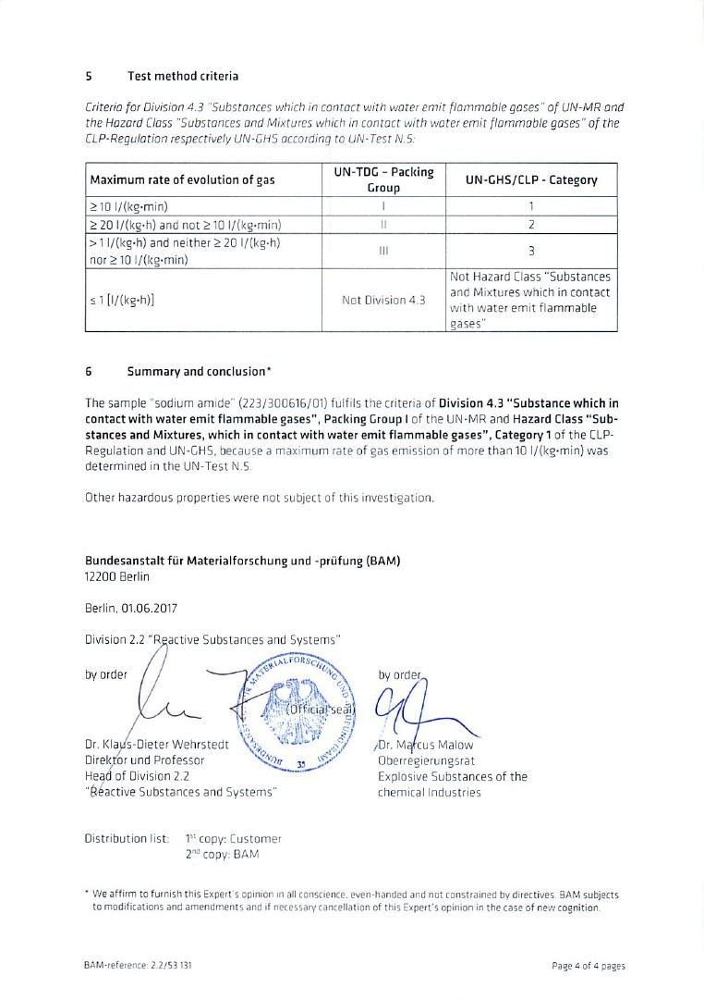 5 Test method criteria
Criteria for Division 4.3 "Substances which in contact with water emit flammable gases" of UN-MR and
the Hazard Class "Substances and Mixtures which in contact with water emit flammable gases" of the
CLP-Regulation respectively UN-GHS according to UN-Test N.5:
Maximum rate of evolution of gas
UN-TDG – Packing
Group
UN-GHS/CLP - Category
≥ 10 l/(kg·min)
I
1
≥ 20 l/(kg·h) and not ≥ 10 l/(kg·min)
II
2
> 1 l/(kg·h) and neither ≥ 20 l/(kg·h)
nor ≥ 10 l/(kg·min)
III
3
≤ 1 [l/(kg·h)]
Not Division 4.3
Not Hazard Class "Substances
and Mixtures which in contact
with water emit flammable
gases"
6 Summary and conclusion*
The sample "sodium amide" (223/300616/01) fulfils the criteria of Division 4.3 "Substance which in
contact with water emit flammable gases", Packing Group I of the UN-MR and Hazard Class "Sub-
stances and Mixtures, which in contact with water emit flammable gases", Category 1 of the CLP-
Regulation and UN-GHS, because a maximum rate of gas emission of more than 10 l/(kg·min) was
determined in the UN-Test N.5.
Other hazardous properties were not subject of this investigation.
Bundesanstalt für Materialforschung und -prüfung (BAM)
12200 Berlin
Berlin, 01.06.2017
Division 2.2 "Reactive Substances and Systems"
by order
(Official seal)
35
by order
Dr. Klaus-Dieter Wehrstedt
Direktor und Professor
Head of Division 2.2
"Reactive Substances and Systems"
Dr. Marcus Malow
Oberregierungsrat
Explosive Substances of the
chemical Industries
Distribution list: 1st copy: Customer
2nd copy: BAM
* We affirm to furnish this Expert's opinion in all conscience, even-handed and not constrained by directives. BAM subjects
to modifications and amendments and if necessary cancellation of this Expert's opinion in the case of new cognition.
BAM-reference: 2.2/53 131
Page 4 of 4 pages